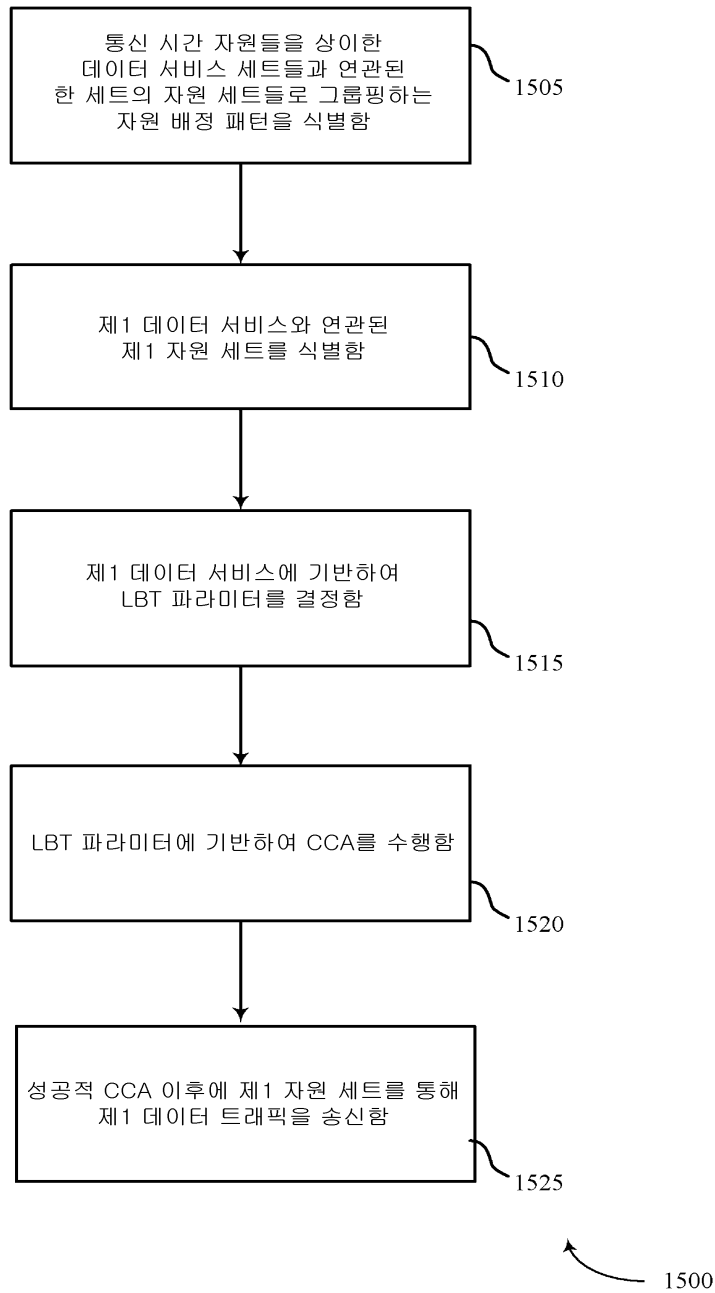 통신 시간 자원들을 상이한
데이터 서비스 세트들과 연관된
한 세트의 자원 세트들로 그룹핑하는
자원 배정 패턴을 식별함
1505
제1 데이터 서비스와 연관된
제1 자원 세트를 식별함
1510
제1 데이터 서비스에 기반하여
LBT 파라미터를 결정함
1515
LBT 파라미터에 기반하여 CCA를 수행함
1520
성공적 CCA 이후에 제1 자원 세트를 통해
제1 데이터 트래픽을 송신함
1525
1500